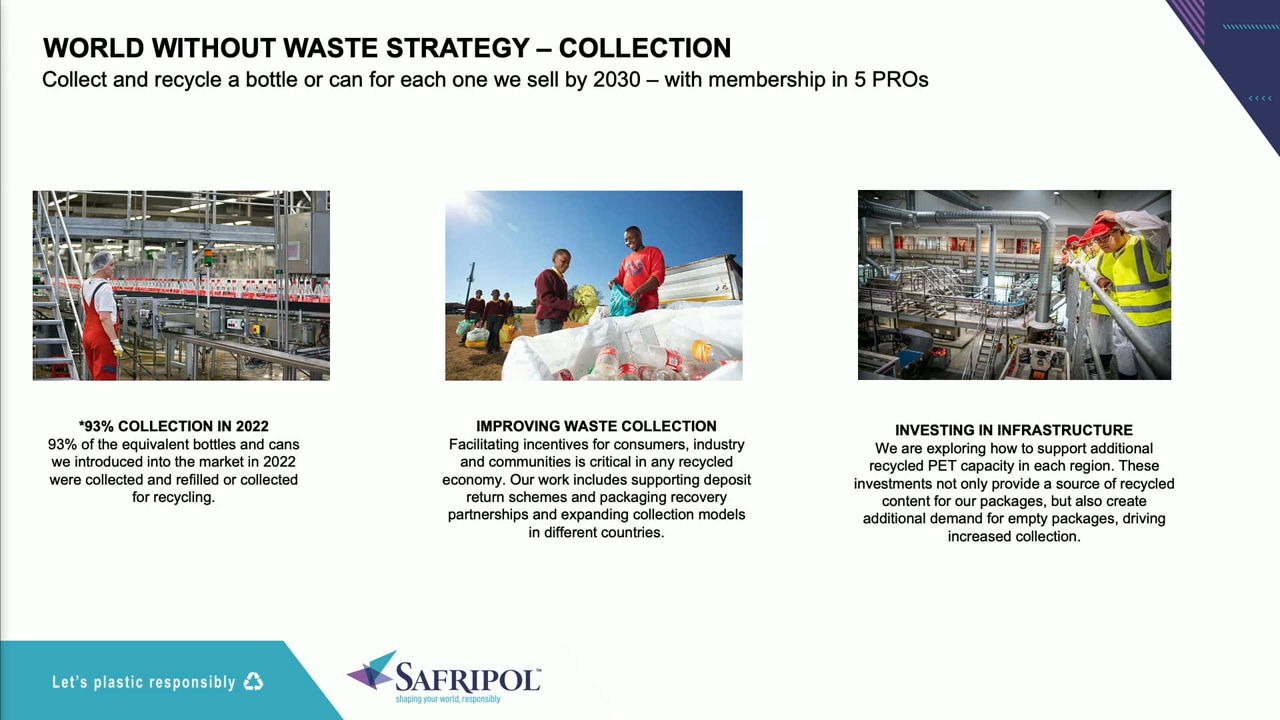 WORLD WITHOUT WASTE STRATEGY – COLLECTION
Collect and recycle a bottle or can for each one we sell by 2030 – with membership in 5 PROs
*93% COLLECTION IN 2022
93% of the equivalent bottles and cans
we introduced into the market in 2022
were collected and refilled or collected
for recycling.
IMPROVING WASTE COLLECTION
Facilitating incentives for consumers, industry
and communities is critical in any recycled
economy. Our work includes supporting deposit
return schemes and packaging recovery
partnerships and expanding collection models
in different countries.
INVESTING IN INFRASTRUCTURE
We are exploring how to support additional
recycled PET capacity in each region. These
investments not only provide a source of recycled
content for our packages, but also create
additional demand for empty packages, driving
increased collection.
Let's plastic responsibly
SAFRIPOL™
shaping your world, responsibly